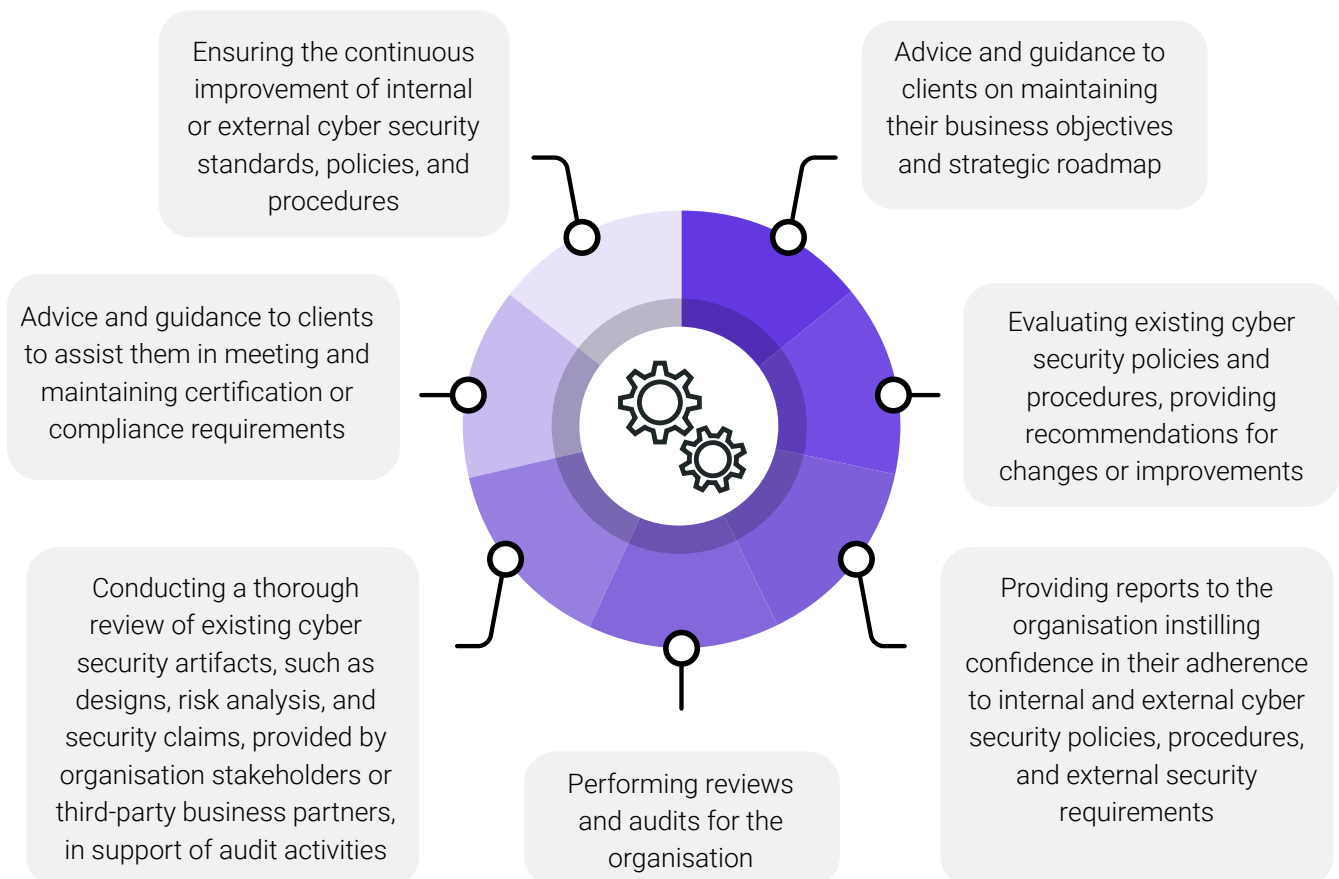 Ensuring the continuous
improvement of internal
or external cyber security
standards, policies, and
procedures
Advice and guidance to
clients on maintaining
their business objectives
and strategic roadmap
Advice and guidance to clients
to assist them in meeting and
maintaining certification or
compliance requirements
Evaluating existing cyber
security policies and
procedures, providing
recommendations for
changes or improvements
Conducting a thorough
review of existing cyber
security artifacts, such as
designs, risk analysis, and
security claims, provided by
organisation stakeholders or
third-party business partners,
in support of audit activities
Performing reviews
and audits for the
organisation
Providing reports to the
organisation instilling
confidence in their adherence
to internal and external cyber
security policies, procedures,
and external security
requirements